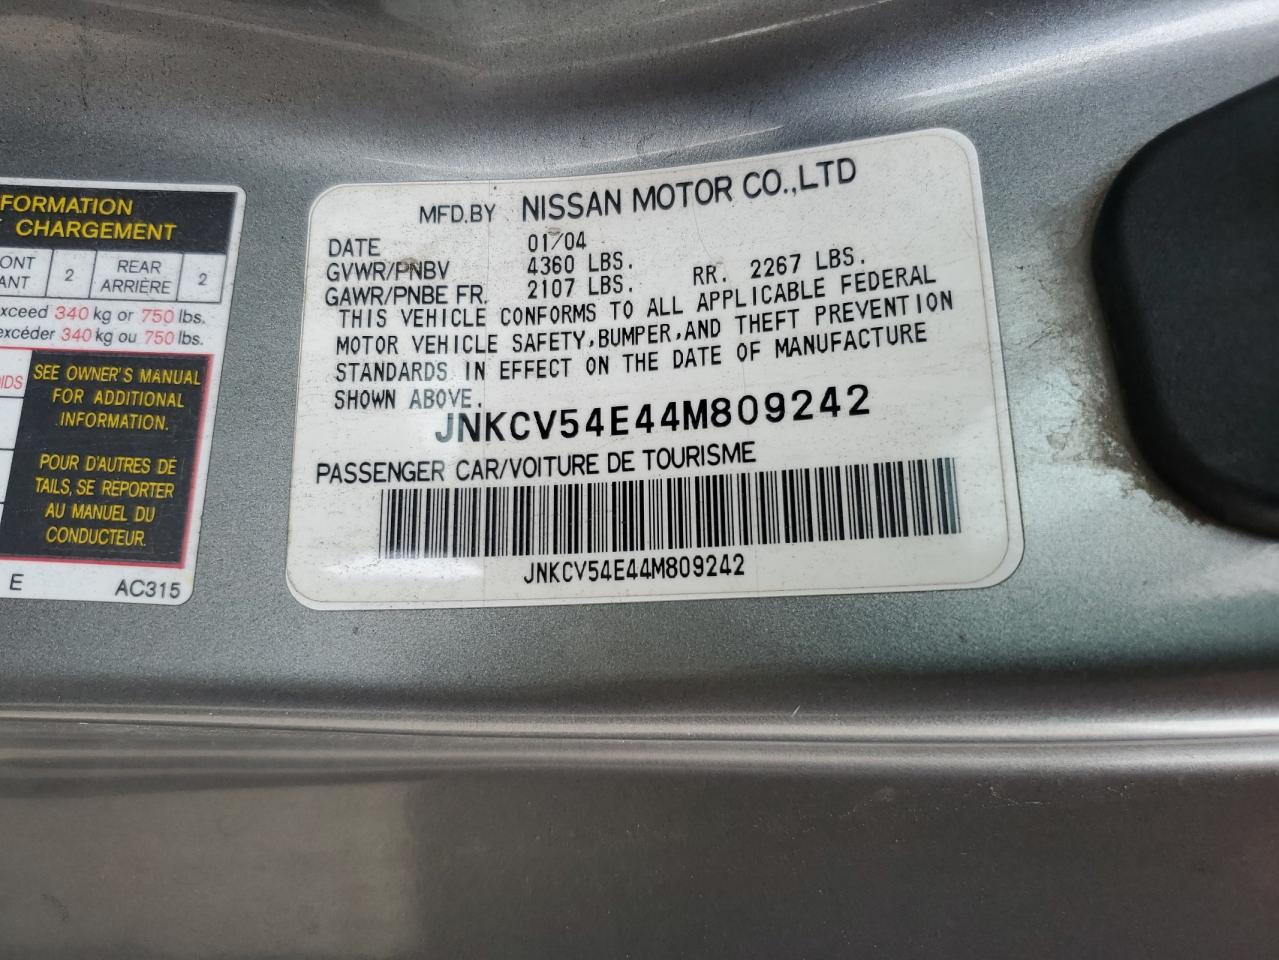 FORMATION
CHARGEMENT
ONT
ANT
2
REAR
ARRIÈRE
2
xceed 340 kg or 750 lbs.
excéder 340 kg ou 750 lbs.
IDS
SEE OWNER'S MANUAL
FOR ADDITIONAL
INFORMATION.
POUR D'AUTRES DÉ
TAILS, SE RÉPORTER
AU MANUEL DU
CONDUCTEUR.
E
AC315
MFD.BY NISSAN MOTOR CO.,LTD
DATE 01/04
GVWR/PNBV 4360 LBS.
GAWR/PNBE FR. 2107 LBS. RR. 2267 LBS.
THIS VEHICLE CONFORMS TO ALL APPLICABLE FEDERAL
MOTOR VEHICLE SAFETY,BUMPER,AND THEFT PREVENTION
STANDARDS IN EFFECT ON THE DATE OF MANUFACTURE
SHOWN ABOVE.
JNKCV54E44M809242
PASSENGER CAR/VOITURE DE TOURISME
JNKCV54E44M809242